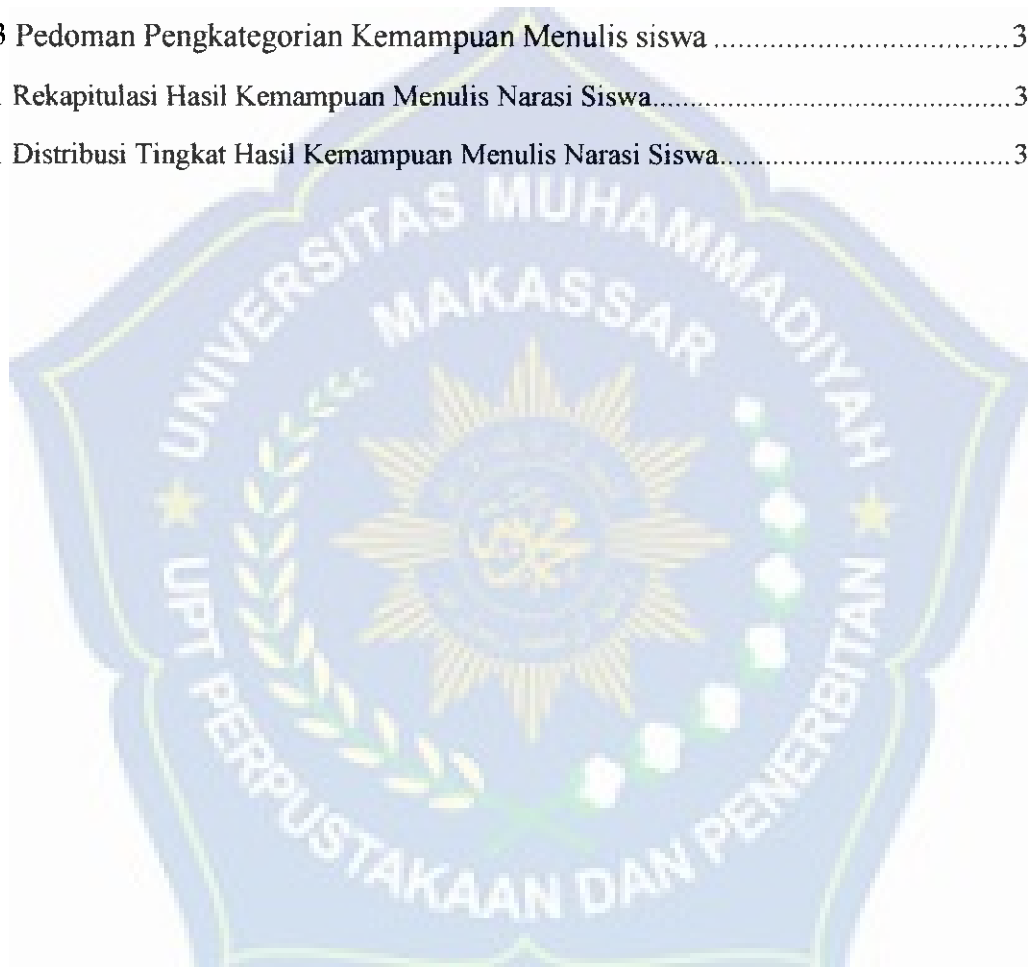 3 Pedoman Pengkategorian Kemampuan Menulis siswa ................................. 3
Rekapitulasi Hasil Kemampuan Menulis Narasi Siswa........................................ 3
Distribusi Tingkat Hasil Kemampuan Menulis Narasi Siswa................................ 3
UNIVERSITAS MUHAMMADIYAH
MAKASSAR
UPT PERPUSTAKAAN DAN PENERBITAN